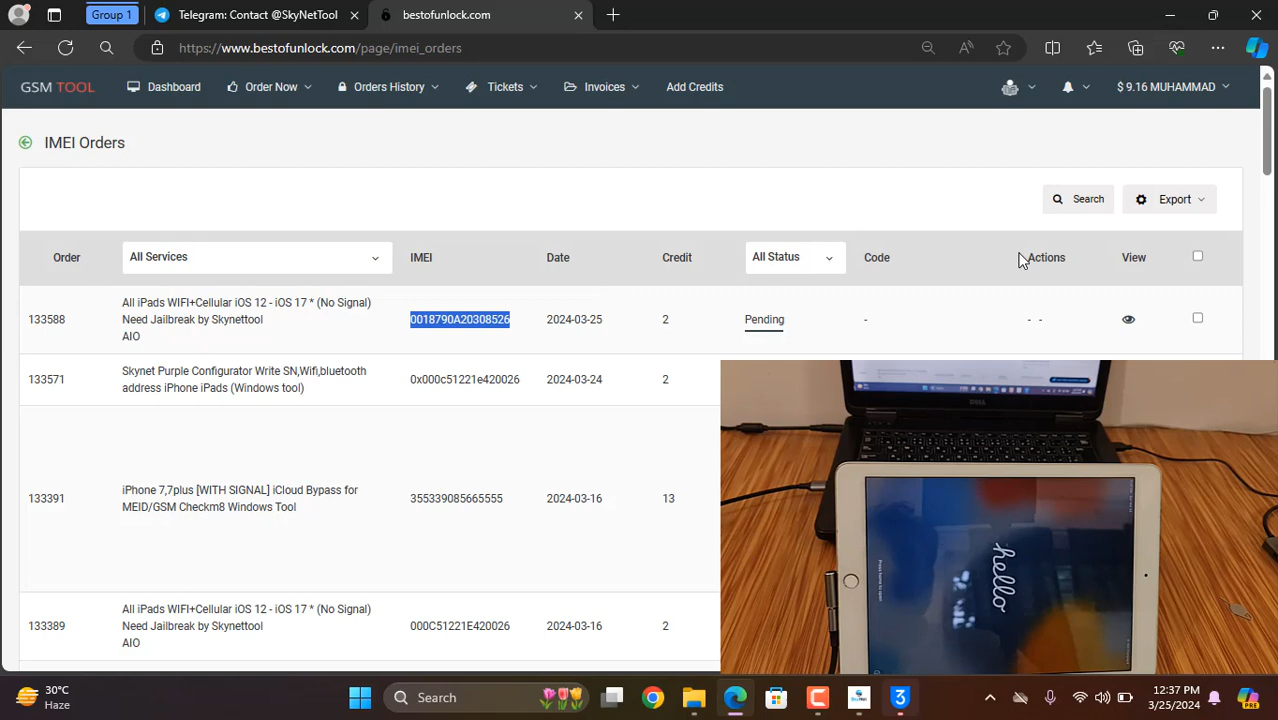 Group 1
Telegram: Contact @SkyNetTool
bestofunlock.com
https://www.bestofunlock.com/page/imei_orders
GSM TOOL
Dashboard
Order Now
Orders History
Tickets
Invoices
Add Credits
$ 9.16 MUHAMMAD
IMEI Orders
Search
Export
Order
All Services
IMEI
Date
Credit
All Status
Code
Actions
View
133588
All iPads WIFI+Cellular iOS 12 - iOS 17 * (No Signal)
Need Jailbreak by Skynettool
AIO
0018790A20308526
2024-03-25
2
Pending
-
- -
133571
Skynet Purple Configurator Write SN,Wifi,bluetooth
address iPhone iPads (Windows tool)
0x000c51221e420026
2024-03-24
2
133391
iPhone 7,7plus [WITH SIGNAL] iCloud Bypass for
MEID/GSM Checkm8 Windows Tool
355339085665555
2024-03-16
13
133389
All iPads WIFI+Cellular iOS 12 - iOS 17 * (No Signal)
Need Jailbreak by Skynettool
AIO
000C51221E420026
2024-03-16
2
DELL
hello
Press home to open
30°C
Haze
Search
PRE
12:37 PM
3/25/2024